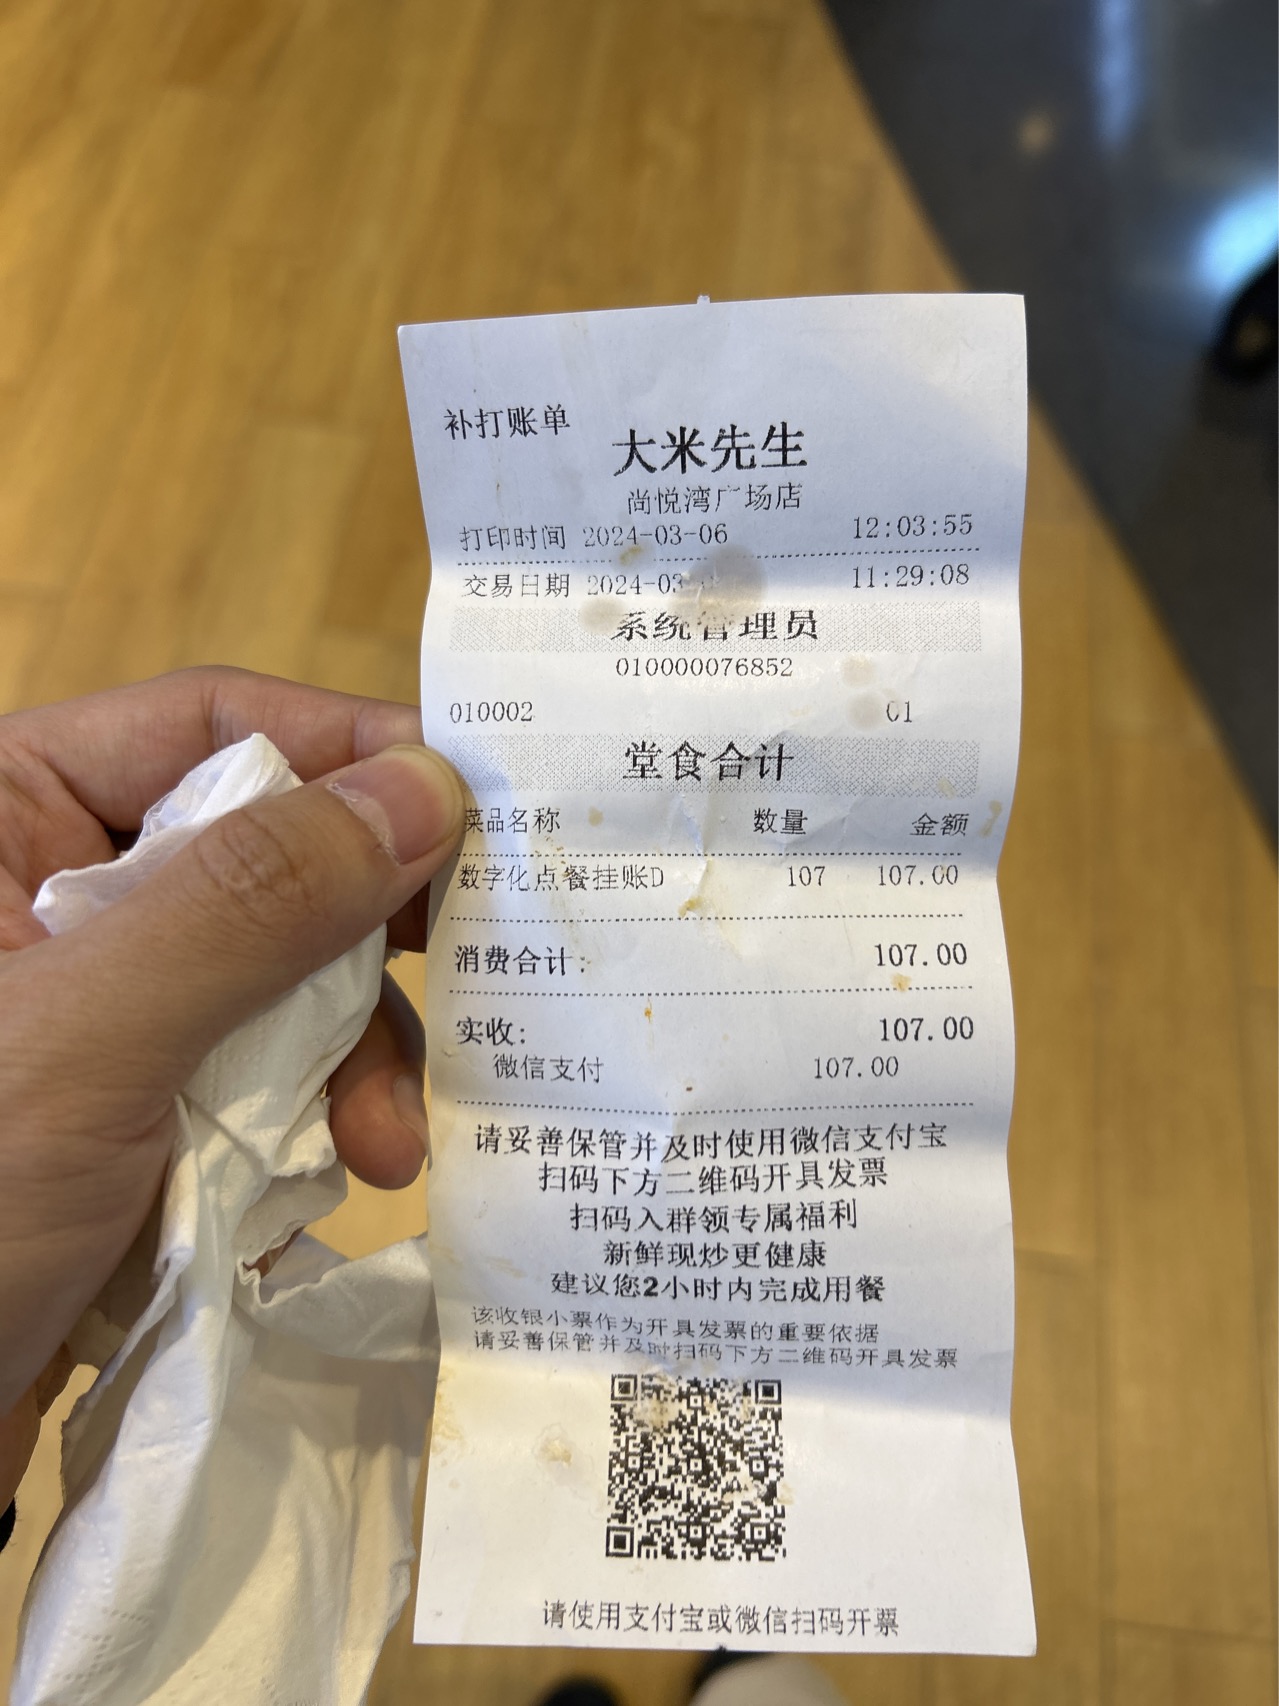 补打账单
大米先生
尚悦湾广场店
打印时间 2024-03-06 12:03:55
交易日期 2024-03 11:29:08
系统管理员
010000076852
010002 01
堂食合计
菜品名称 数量 金额
数字化点餐挂账D 107 107.00
消费合计: 107.00
实收: 107.00
微信支付 107.00
请妥善保管并及时使用微信支付宝
扫码下方二维码开具发票
扫码入群领专属福利
新鲜现炒更健康
建议您2小时内完成用餐
该收银小票作为开具发票的重要依据
请妥善保管并及时扫码下方二维码开具发票
请使用支付宝或微信扫码开票